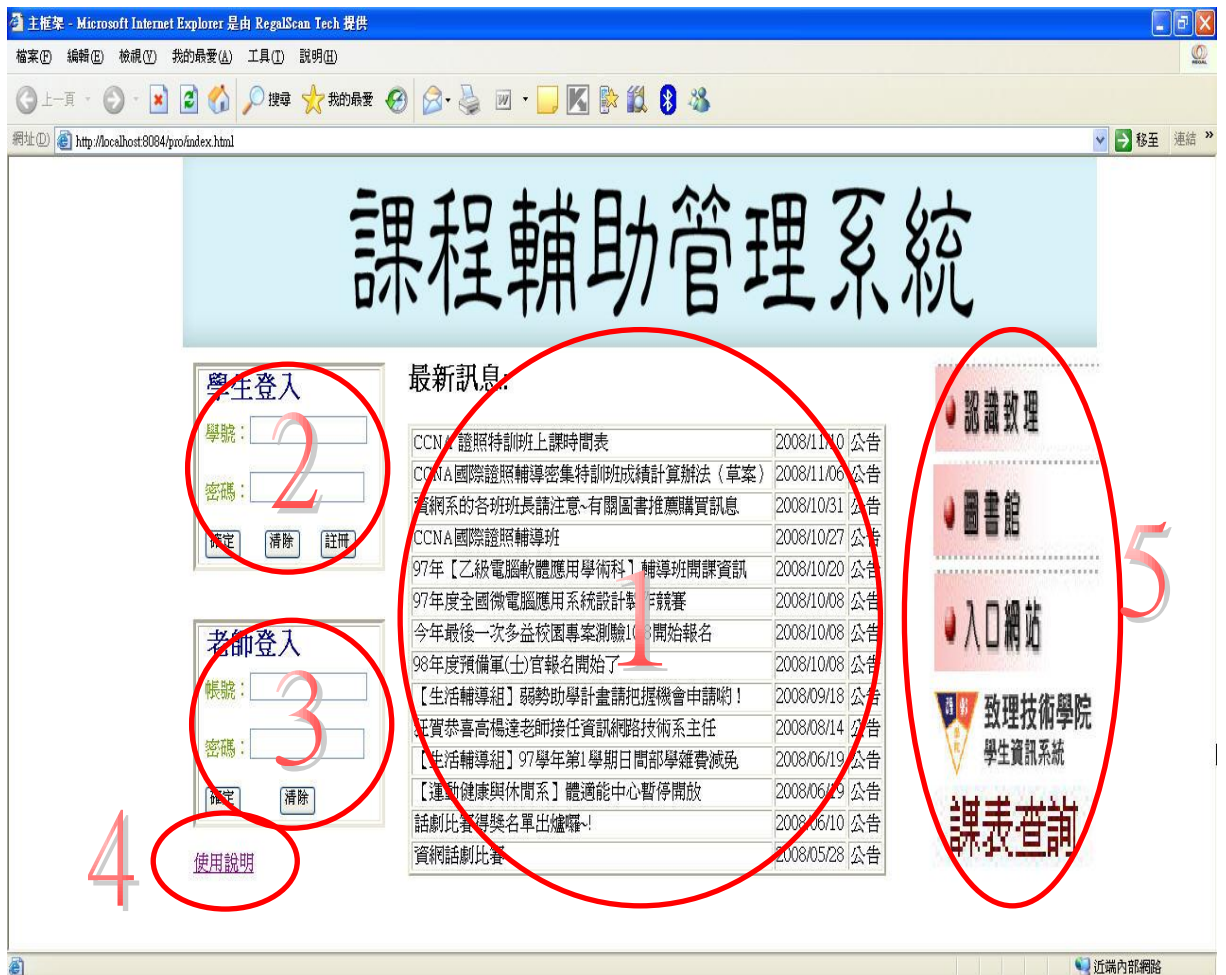 主框架 - Microsoft Internet Explorer 是由 RegalScan Tech 提供
檔案(F) 編輯(E) 檢視(V) 我的最愛(A) 工具(T) 說明(H)
REGAL
上一頁 搜尋 我的最愛
網址(D) http://localhost:8084/pro/index.html 移至 連結 »
課程輔助管理系統
學生登入
學號：
密碼：
確定 清除 註冊
2
老師登入
帳號：
密碼：
確定 清除
3
使用說明
4
最新訊息:
CCNA 證照特訓班上課時間表 2008/11/10 公告
CCNA國際證照輔導密集特訓班成績計算辦法（草案） 2008/11/06 公告
資網系的各班班長請注意~有關圖書推薦購買訊息 2008/10/31 公告
CCNA國際證照輔導班 2008/10/27 公告
97年【乙級電腦軟體應用學術科】輔導班開課資訊 2008/10/20 公告
97年度全國微電腦應用系統設計製作競賽 2008/10/08 公告
今年最後一次多益校園專案測驗10/8開始報名 2008/10/08 公告
98年度預備軍(士)官報名開始了 2008/10/08 公告
【生活輔導組】弱勢助學計畫請把握機會申請喲！ 2008/09/18 公告
狂賀恭喜高楊達老師接任資訊網路技術系主任 2008/08/14 公告
【生活輔導組】97學年第1學期日間部學雜費減免 2008/06/19 公告
【運動健康與休閒系】體適能中心暫停開放 2008/06/19 公告
話劇比賽得獎名單出爐囉~! 2008/06/10 公告
資網話劇比賽 2008/05/28 公告
1
認識致理
圖書館
入口網站
致理技術學院
學生資訊系統
課表查詢
5
近端內部網路